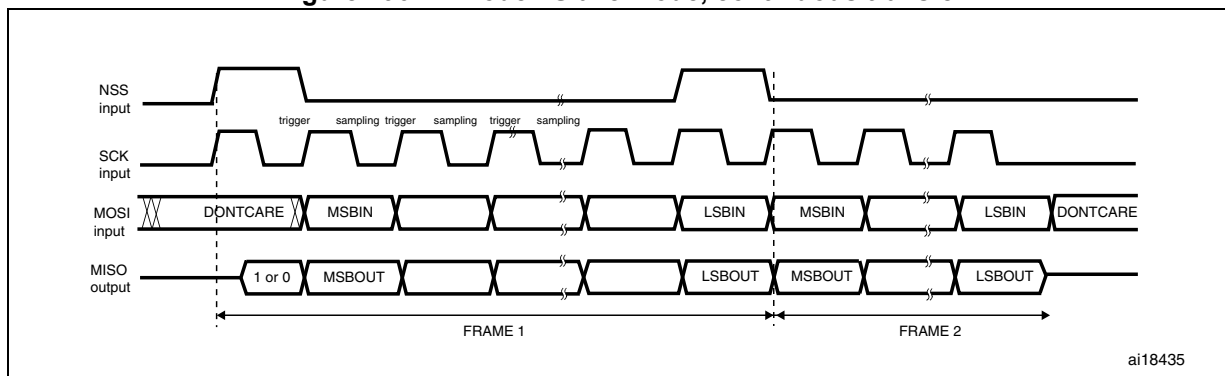 NSS
input
trigger sampling trigger sampling trigger sampling
SCK
input
MOSI
input
DONTCARE MSBIN LSBIN MSBIN LSBIN DONTCARE
MISO
output
1 or 0 MSBOUT LSBOUT MSBOUT LSBOUT
FRAME 1 FRAME 2
ai18435